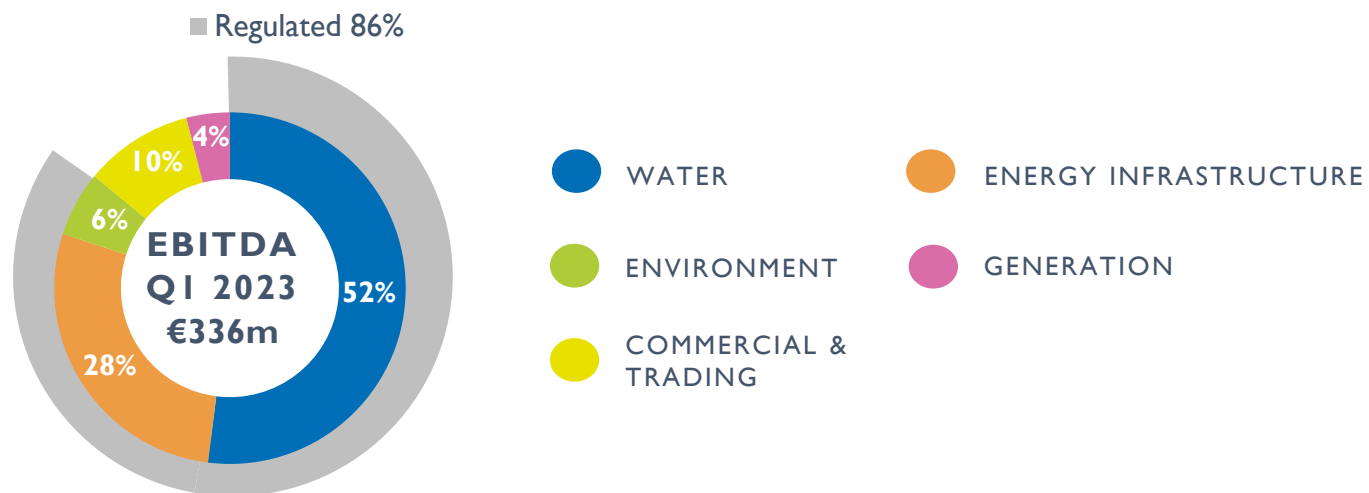 Regulated 86%
4%
10%
6%
52%
28%
EBITDA
Q1 2023
€336m
WATER
ENERGY INFRASTRUCTURE
ENVIRONMENT
GENERATION
COMMERCIAL &
TRADING